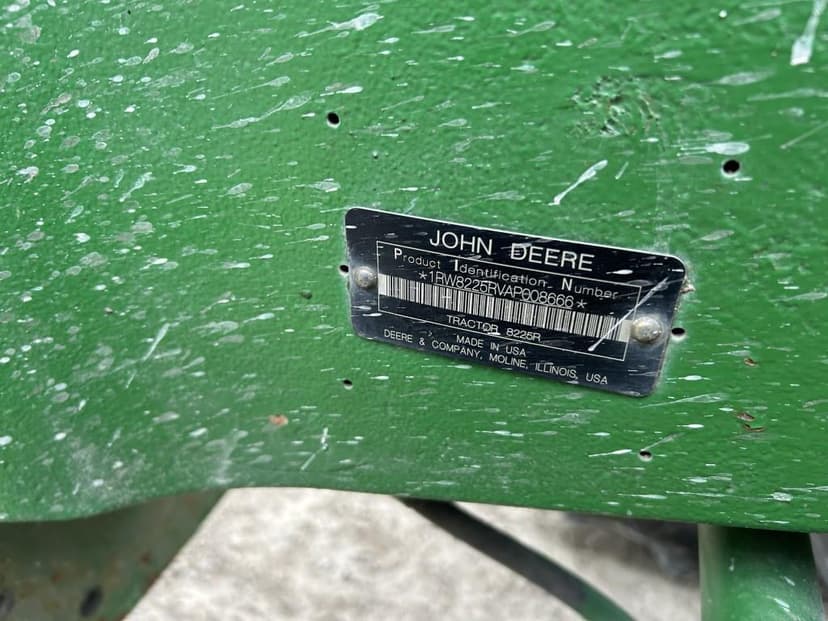 JOHN DEERE
Product Identification Number
*1RW8225RVAP008666*
TRACTOR 8225R
MADE IN USA
DEERE & COMPANY, MOLINE, ILLINOIS, USA